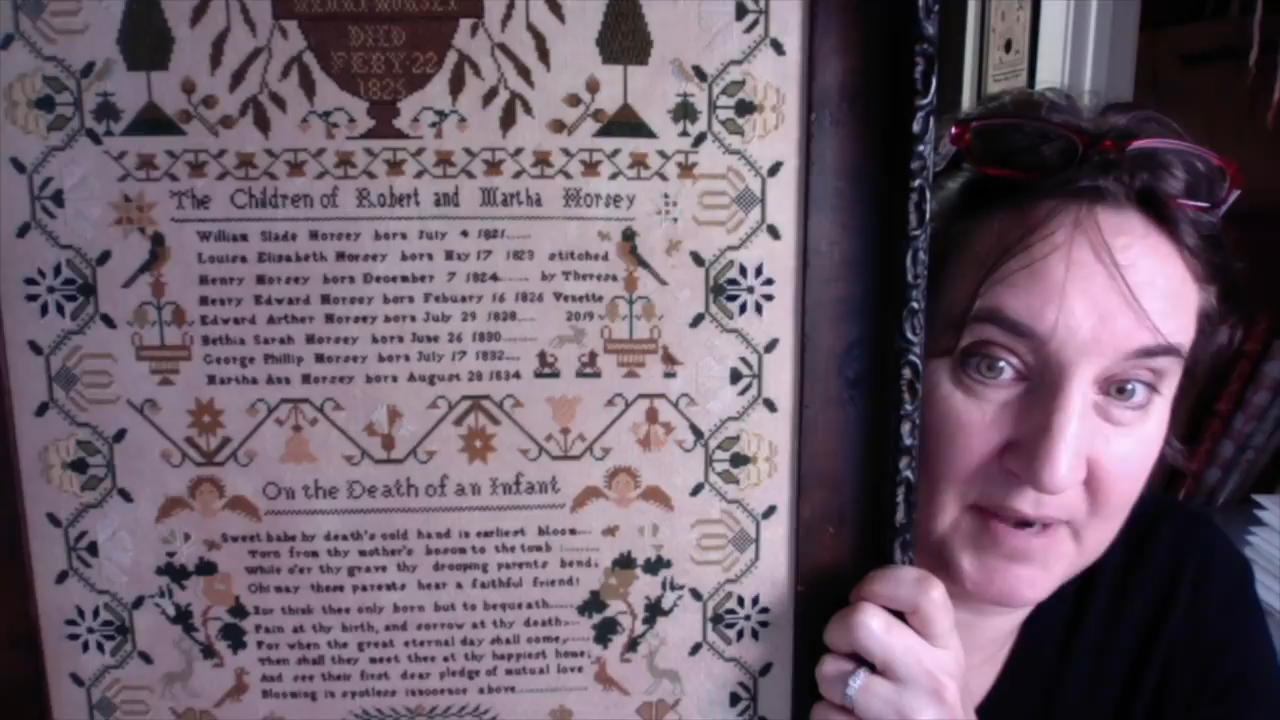 HENRY HORSEY
DIED
FEBY·22
1825
The Children of Robert and Martha Horsey
William Slade Horsey born July 4 1821......
Louisa Elisabeth Horsey born May 17 1823 stitched
Henry Horsey born December 7 1824....... by Theresa
Henry Edward Horsey born Febuary 16 1826 Venette
Edward Arther Horsey born July 29 1828..... 2019
Bethia Sarah Horsey born June 26 1830.........
George Phillip Horsey born July 17 1832....
Martha Ann Horsey born August 28 1834
On the Death of an Infant
Sweet babe by death's cold hand in earliest bloom...
Torn from thy mother's bosom to the tomb .........
While o'er thy grave thy drooping parents bend;
Oh! may these parents hear a faithful friend!
Nor think thee only born but to bequeath......
Pain at thy birth, and sorrow at thy death;...
For when the great eternal day shall come,.......
Then shall they meet thee at thy happiest home;
And see their first dear pledge of mutual love
Blooming in spotless innocence above..................